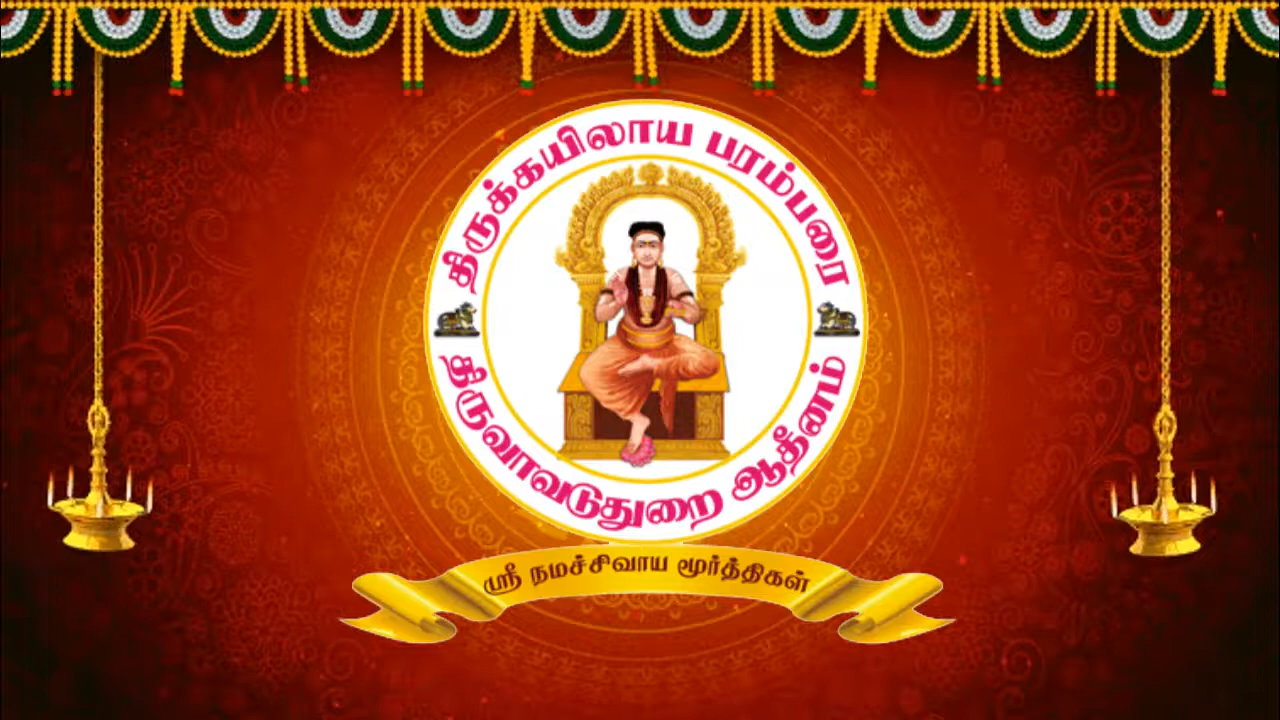 திருக்கயிலாய பரம்பரை
திருவாவடுதுறை ஆதீனம்
ஸ்ரீ நமச்சிவாய மூர்த்திகள்